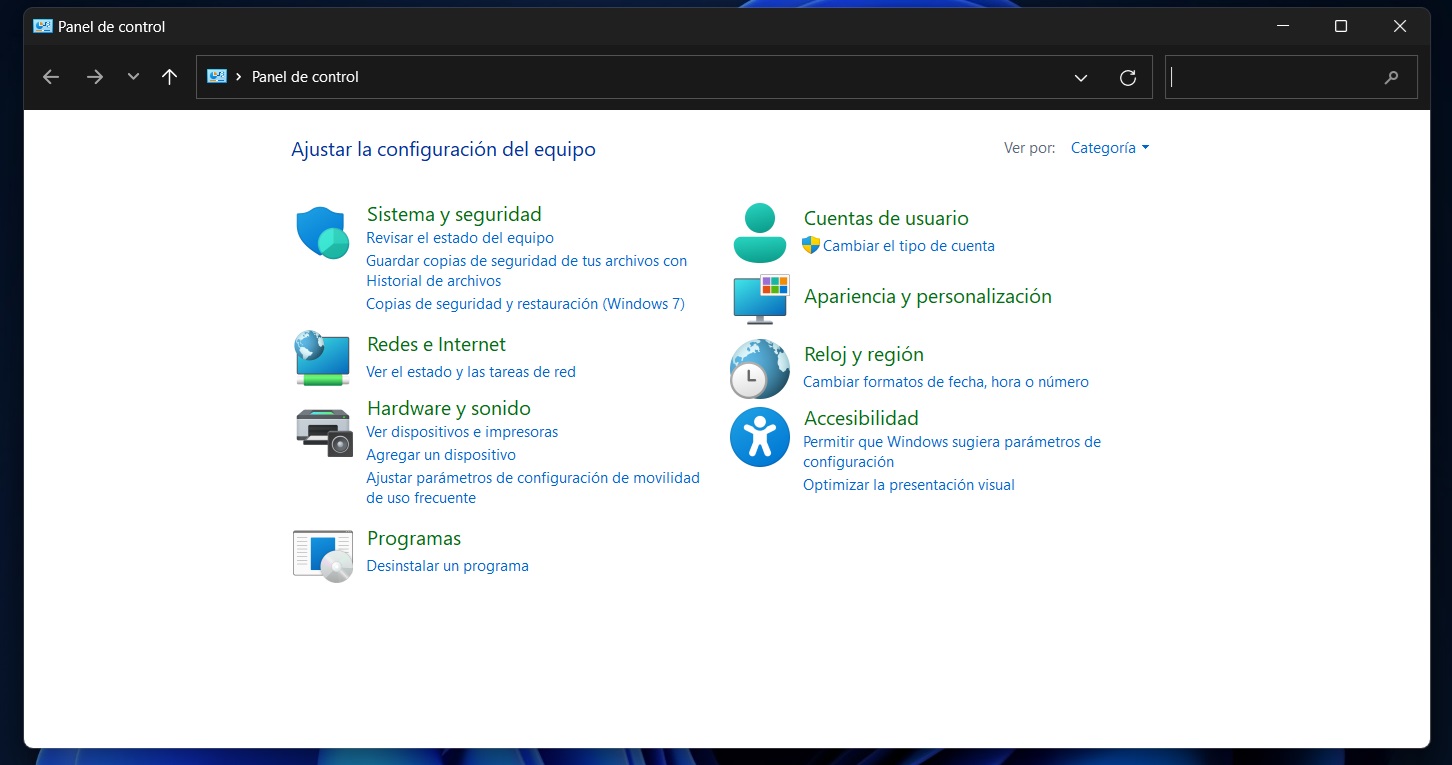 Panel de control
Panel de control
Ajustar la configuración del equipo
Ver por: Categoría
Sistema y seguridad
Revisar el estado del equipo
Guardar copias de seguridad de tus archivos con
Historial de archivos
Copias de seguridad y restauración (Windows 7)
Redes e Internet
Ver el estado y las tareas de red
Hardware y sonido
Ver dispositivos e impresoras
Agregar un dispositivo
Ajustar parámetros de configuración de movilidad
de uso frecuente
Programas
Desinstalar un programa
Cuentas de usuario
Cambiar el tipo de cuenta
Apariencia y personalización
Reloj y región
Cambiar formatos de fecha, hora o número
Accesibilidad
Permitir que Windows sugiera parámetros de
configuración
Optimizar la presentación visual